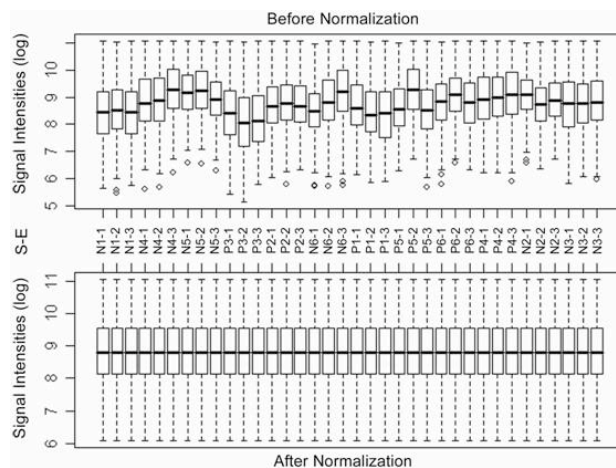 Before Normalization
Signal Intensities (log)
10
9
8
7
6
5
S-E
N1-1
N1-2
N1-3
N4-1
N4-2
N4-3
N5-1
N5-2
N5-3
P3-1
P3-2
P3-3
P2-1
P2-2
P2-3
N6-1
N6-2
N6-3
P1-1
P1-2
P1-3
P5-1
P5-2
P5-3
P6-1
P6-2
P6-3
P4-1
P4-2
P4-3
N2-1
N2-2
N2-3
N3-1
N3-2
N3-3
Signal Intensities (log)
11
10
9
8
7
6
After Normalization